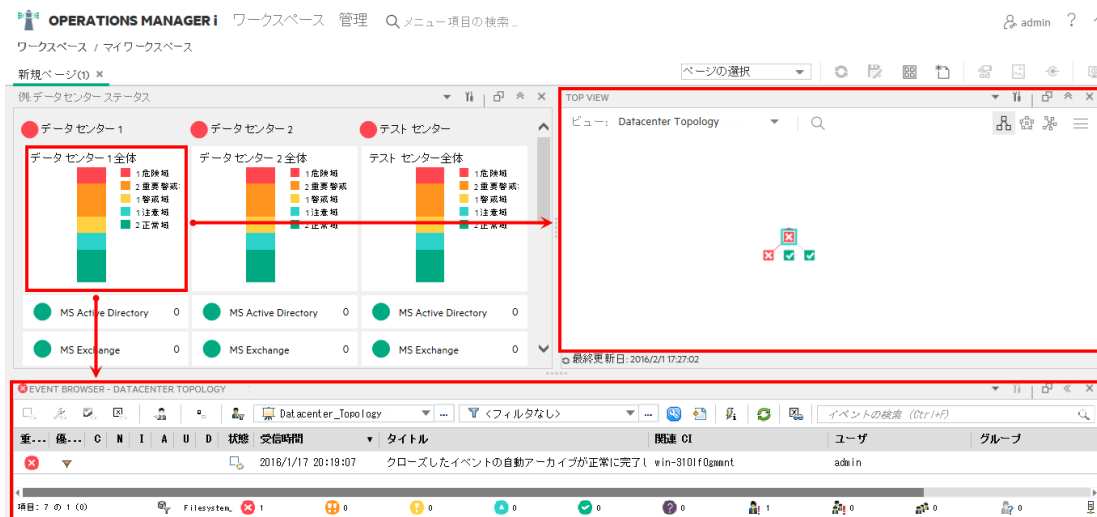 OPERATIONS MANAGER i ワークスペース 管理 メニュー項目の検索... admin ?
ワークスペース / マイワークスペース
新規ページ(1) × ページの選択
例:データセンター ステータス
データ センター 1 データ センター 2 テスト センター
データ センター 1 全体 データ センター 2 全体 テスト センター全体
1 危険域 1 危険域 1 危険域
2 重要警戒 2 重要警戒 2 重要警戒
1 警戒域 1 警戒域 1 警戒域
1 注意域 1 注意域 1 注意域
2 正常域 2 正常域 2 正常域
MS Active Directory 0 MS Active Directory 0 MS Active Directory 0
MS Exchange 0 MS Exchange 0 MS Exchange 0
TOP VIEW
ビュー: Datacenter Topology
最終更新日: 2016/2/1 17:27:02
EVENT BROWSER - DATACENTER TOPOLOGY
Datacenter_Topology ... <フィルタなし> ... イベントの検索 (Ctrl+F)
重... 優... C N I A U D 状態 受信時間 タイトル 関連 CI ユーザ グループ
2016/1/17 20:19:07 クローズしたイベントの自動アーカイブが正常に完了し win-310lf0gmmnt admin
項目: 7 の 1 (0) Filesystem_ 1 0 0 0 0 0 1 0 0 0